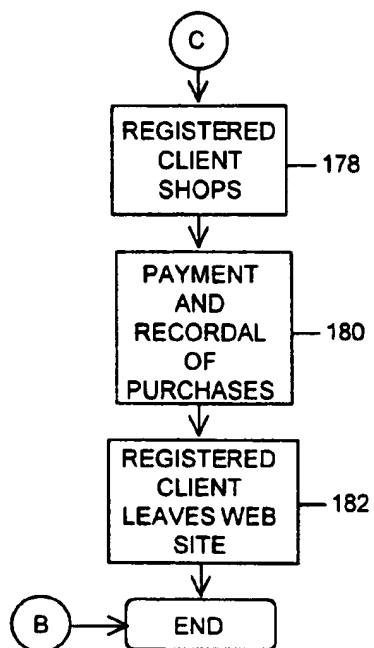 C
REGISTERED
CLIENT
SHOPS
178
PAYMENT
AND
RECORDAL
OF
PURCHASES
180
REGISTERED
CLIENT
LEAVES WEB
SITE
182
B
END